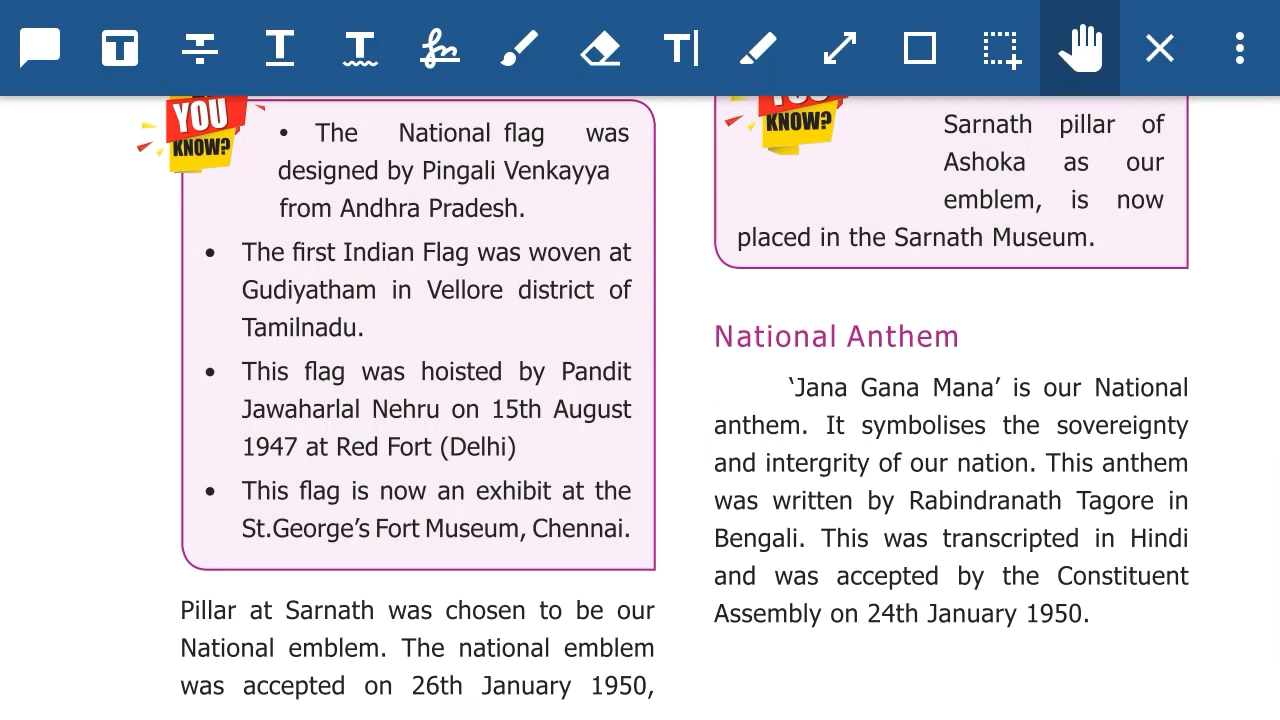 YOU
KNOW?
• The National flag was
designed by Pingali Venkayya
from Andhra Pradesh.
• The first Indian Flag was woven at
Gudiyatham in Vellore district of
Tamilnadu.
• This flag was hoisted by Pandit
Jawaharlal Nehru on 15th August
1947 at Red Fort (Delhi)
• This flag is now an exhibit at the
St.George’s Fort Museum, Chennai.
Pillar at Sarnath was chosen to be our
National emblem. The national emblem
was accepted on 26th January 1950,
YOU
KNOW?
Sarnath pillar of
Ashoka as our
emblem, is now
placed in the Sarnath Museum.
National Anthem
‘Jana Gana Mana’ is our National
anthem. It symbolises the sovereignty
and intergrity of our nation. This anthem
was written by Rabindranath Tagore in
Bengali. This was transcripted in Hindi
and was accepted by the Constituent
Assembly on 24th January 1950.